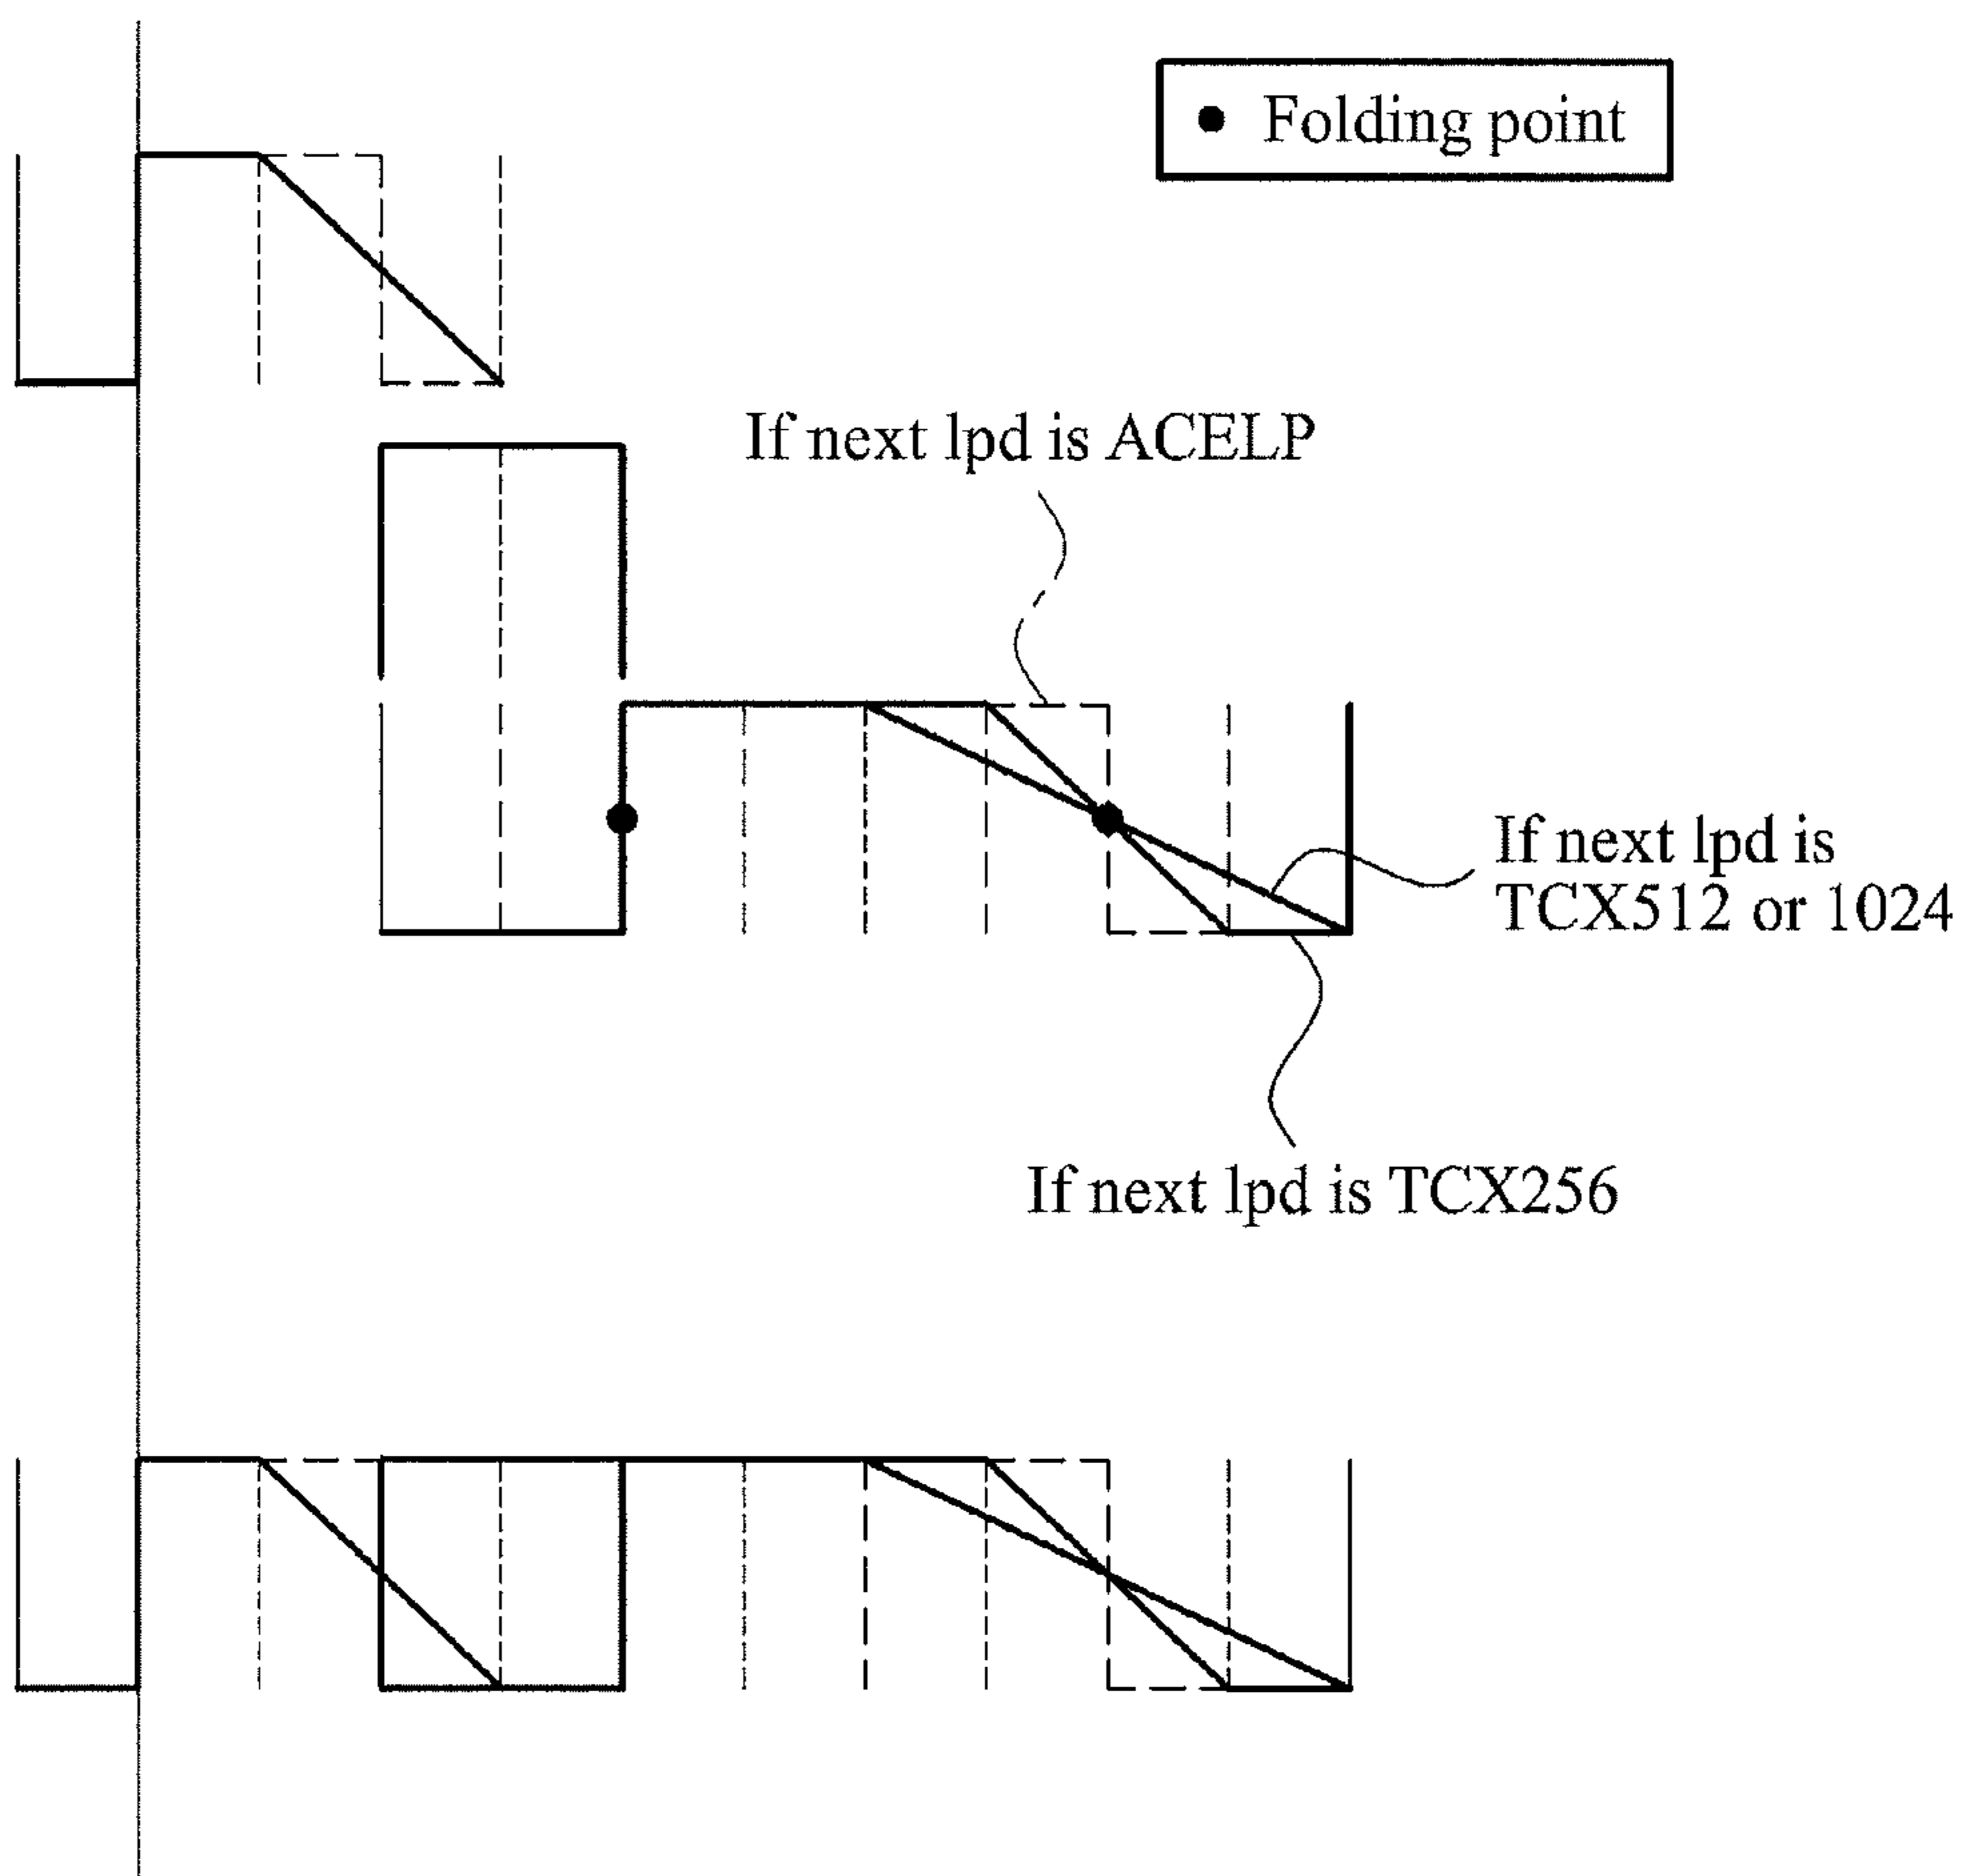 Folding point
If next lpd is ACELP
If next lpd is
TCX512 or 1024
If next lpd is TCX256